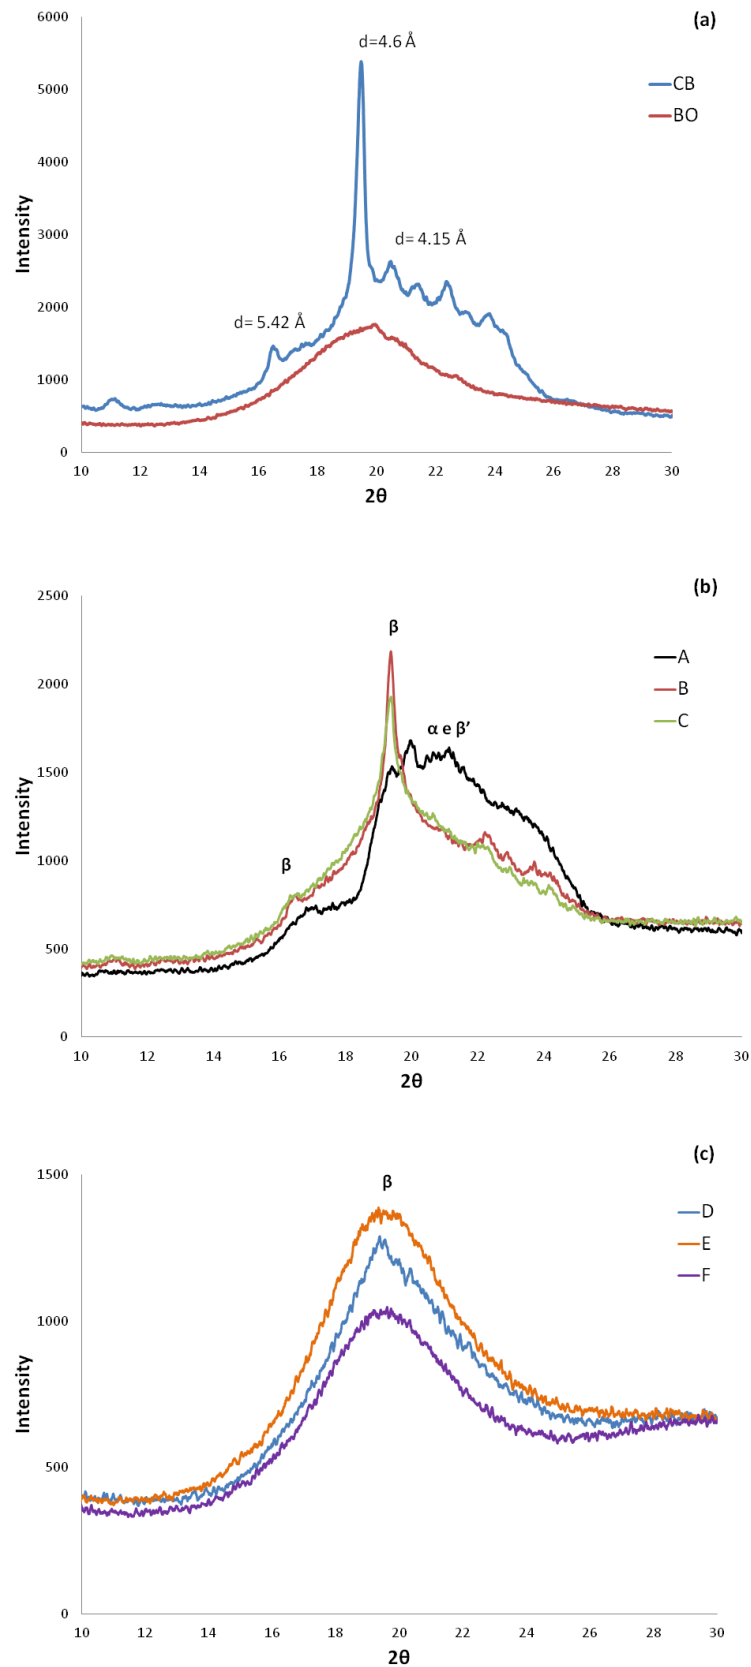 (a)
6000
5000
4000
3000
2000
1000
0
Intensity
d=4.6 Å
d= 4.15 Å
d= 5.42 Å
CB
BO
10 12 14 16 18 20 22 24 26 28 30
2θ
(b)
2500
2000
1500
1000
500
0
Intensity
β
α e β’
β
A
B
C
10 12 14 16 18 20 22 24 26 28 30
2θ
(c)
1500
1000
500
0
Intensity
β
D
E
F
10 12 14 16 18 20 22 24 26 28 30
2θ